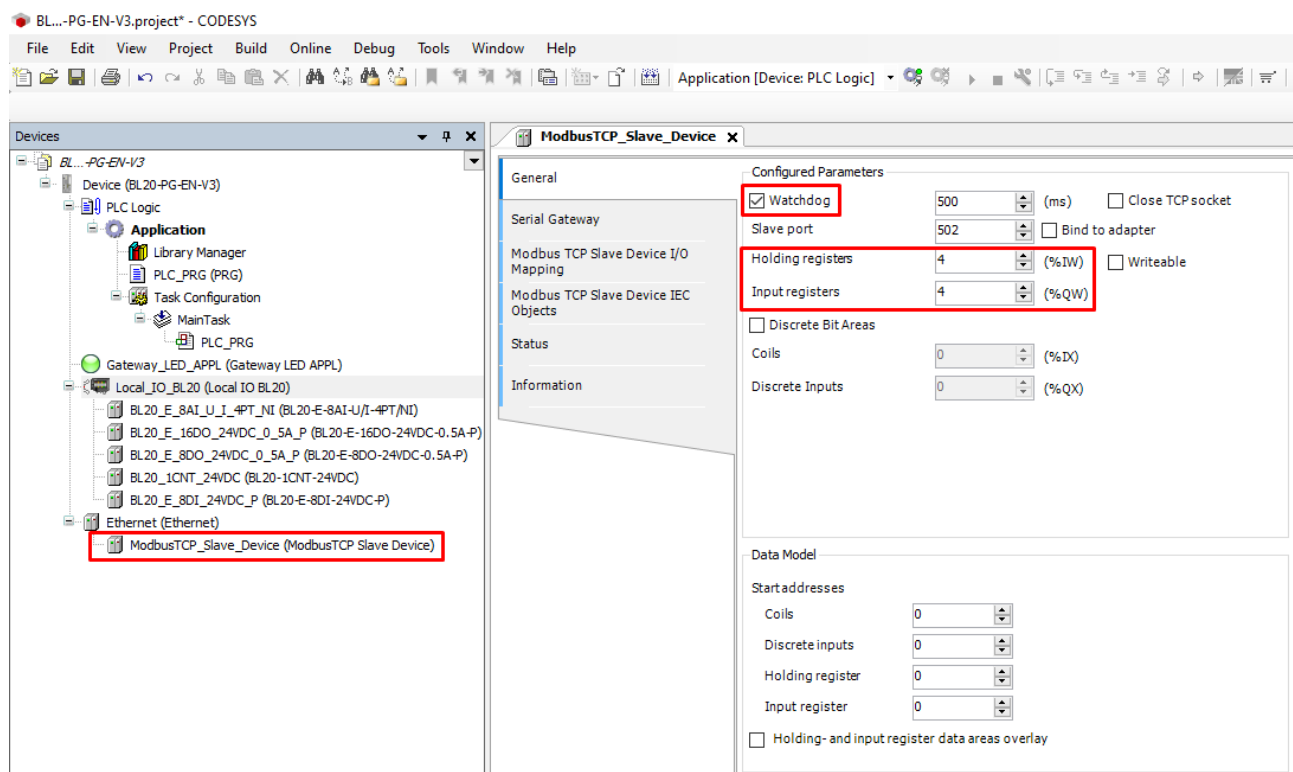 BL...-PG-EN-V3.project* - CODESYS
File Edit View Project Build Online Debug Tools Window Help
Application [Device: PLC Logic]
Devices
BL...-PG-EN-V3
Device (BL20-PG-EN-V3)
PLC Logic
Application
Library Manager
PLC_PRG (PRG)
Task Configuration
MainTask
PLC_PRG
Gateway_LED_APPL (Gateway LED APPL)
Local_IO_BL20 (Local IO BL20)
BL20_E_8AI_U_I_4PT_NI (BL20-E-8AI-U/I-4PT/NI)
BL20_E_16DO_24VDC_0_5A_P (BL20-E-16DO-24VDC-0.5A-P)
BL20_E_8DO_24VDC_0_5A_P (BL20-E-8DO-24VDC-0.5A-P)
BL20_1CNT_24VDC (BL20-1CNT-24VDC)
BL20_E_8DI_24VDC_P (BL20-E-8DI-24VDC-P)
Ethernet (Ethernet)
ModbusTCP_Slave_Device (ModbusTCP Slave Device)
ModbusTCP_Slave_Device
General
Serial Gateway
Modbus TCP Slave Device I/O
Mapping
Modbus TCP Slave Device IEC
Objects
Status
Information
Configured Parameters
Watchdog 500 (ms) Close TCP socket
Slave port 502 Bind to adapter
Holding registers 4 (%IW) Writeable
Input registers 4 (%QW)
Discrete Bit Areas
Coils 0 (%IX)
Discrete Inputs 0 (%QX)
Data Model
Start addresses
Coils 0
Discrete inputs 0
Holding register 0
Input register 0
Holding- and input register data areas overlay